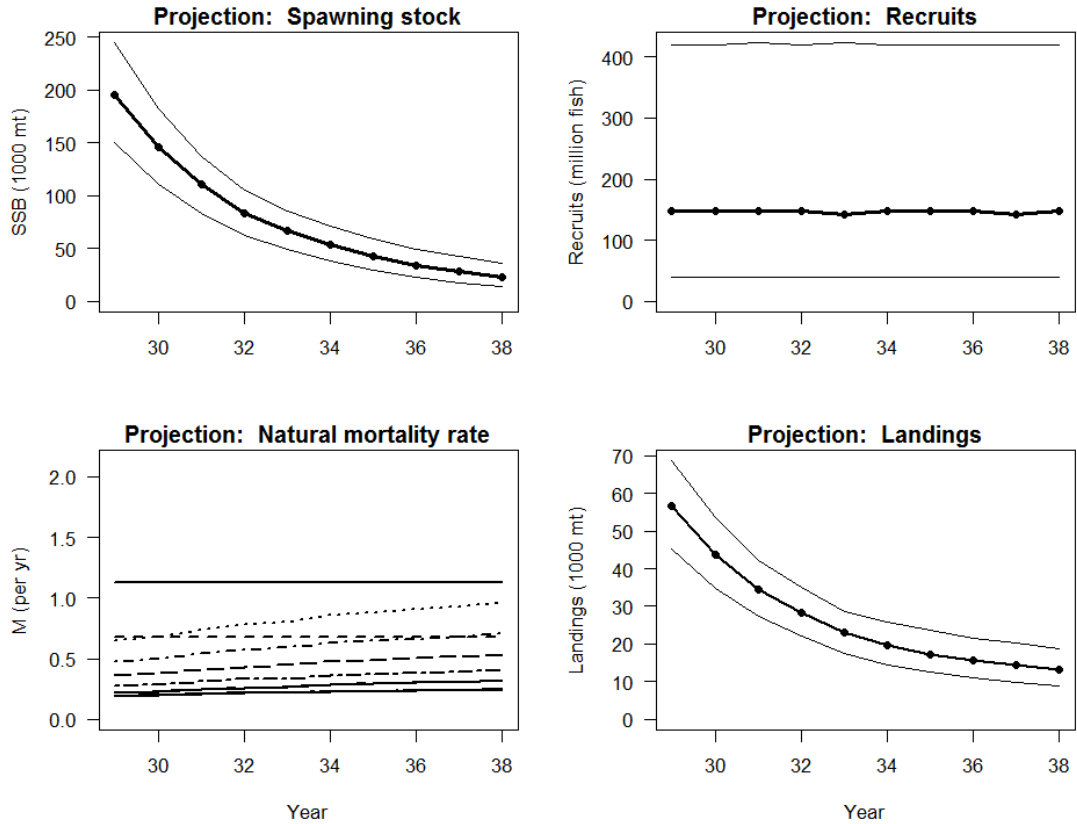 Projection: Spawning stock
SSB (1000 mt)
250
200
150
100
50
0
30 32 34 36 38
Projection: Recruits
Recruits (million fish)
400
300
200
100
0
30 32 34 36 38
Projection: Natural mortality rate
M (per yr)
2.0
1.5
1.0
0.5
0.0
30 32 34 36 38
Year
Projection: Landings
Landings (1000 mt)
70
60
50
40
30
20
10
0
30 32 34 36 38
Year